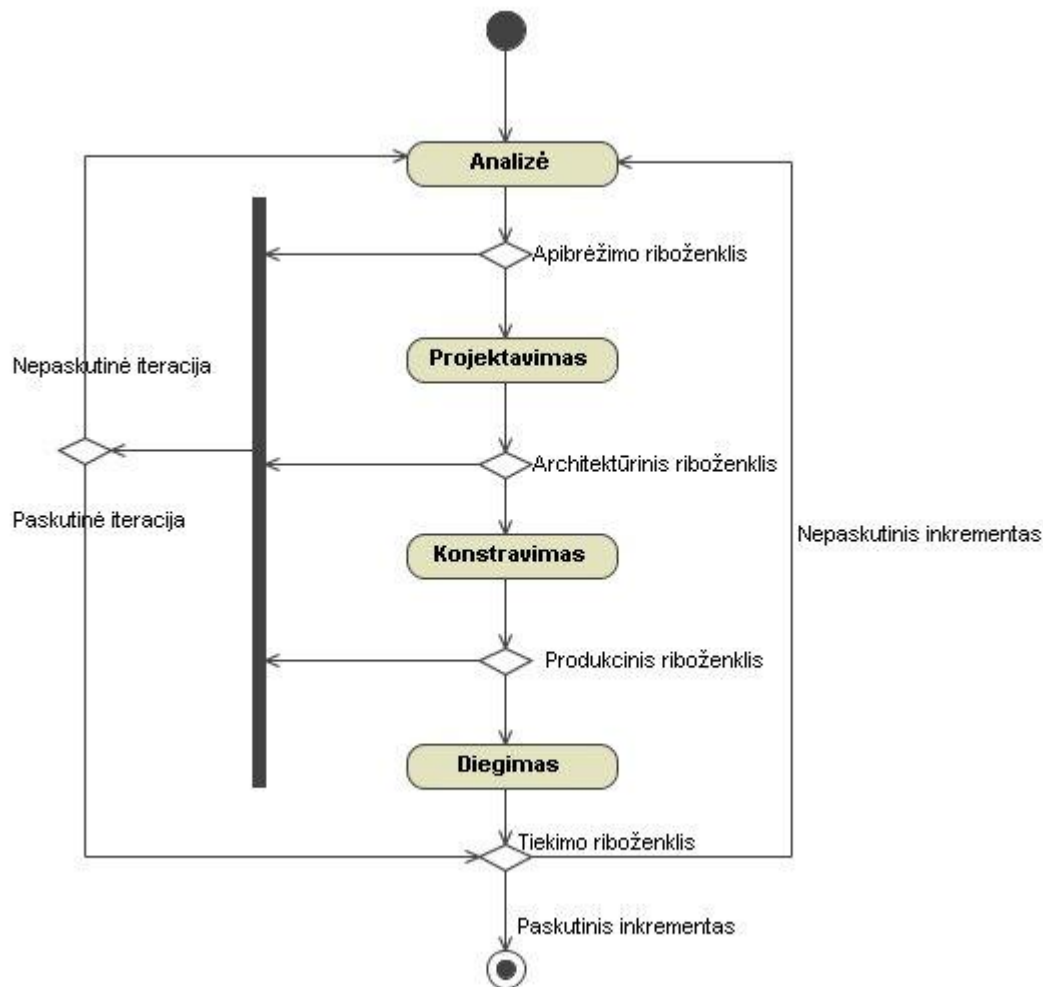 Analizė
Apibrėžimo riboženklis
Projektavimas
Nepaskutinė iteracija
Architektūrinis riboženklis
Paskutinė iteracija
Nepaskutinis inkrementas
Konstravimas
Produkcinis riboženklis
Diegimas
Tiekimo riboženklis
Paskutinis inkrementas